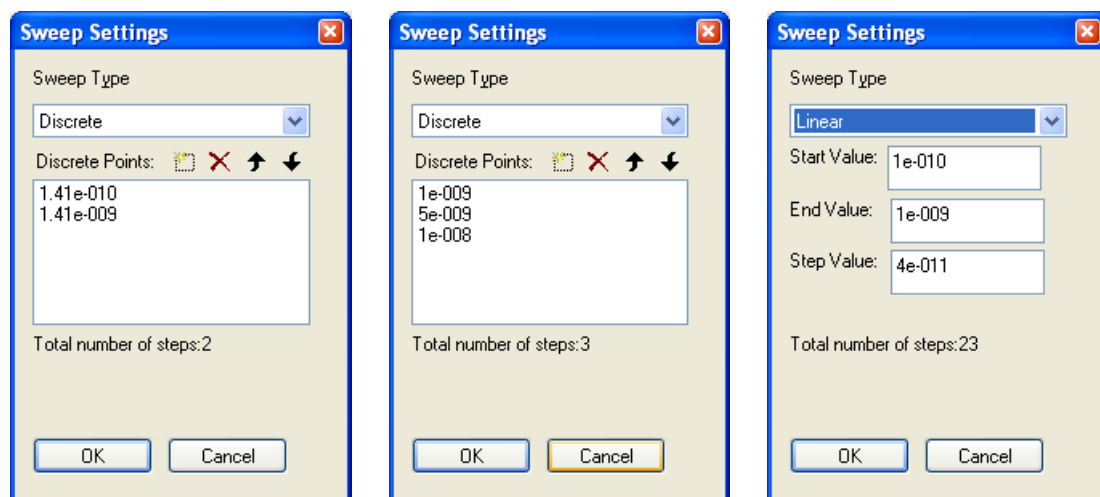 Sweep Settings
Sweep Type
Discrete
Discrete Points:
1.41e-010
1.41e-009
Total number of steps:2
OK
Cancel
Sweep Settings
Sweep Type
Discrete
Discrete Points:
1e-009
5e-009
1e-008
Total number of steps:3
OK
Cancel
Sweep Settings
Sweep Type
Linear
Start Value: 1e-010
End Value: 1e-009
Step Value: 4e-011
Total number of steps:23
OK
Cancel